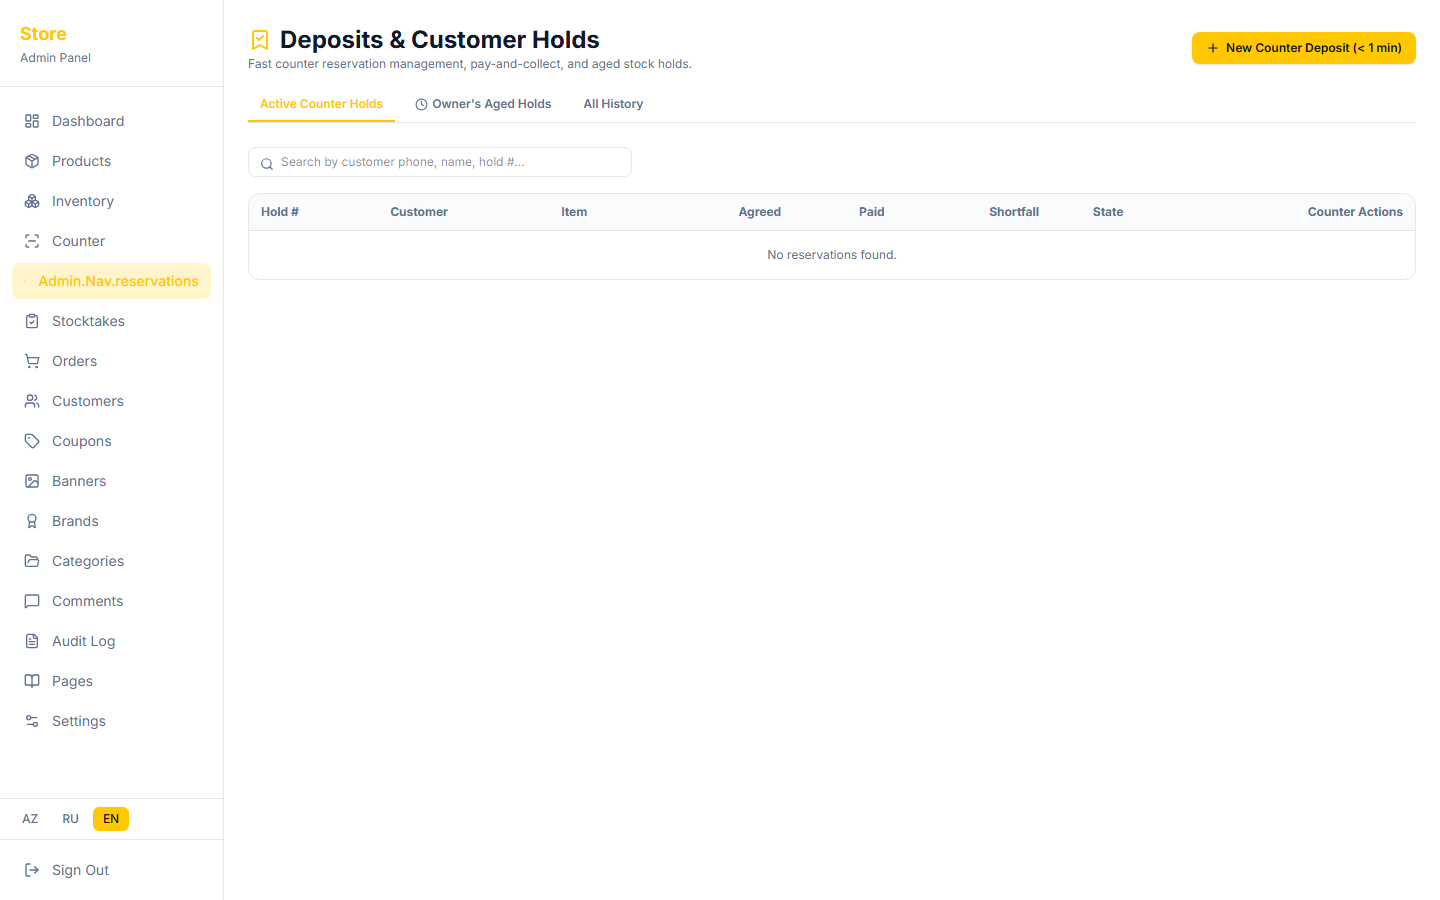 Store
Admin Panel
Dashboard
Products
Inventory
Counter
Admin.Nav.reservations
Stocktakes
Orders
Customers
Coupons
Banners
Brands
Categories
Comments
Audit Log
Pages
Settings
AZ RU EN
Sign Out
Deposits & Customer Holds
Fast counter reservation management, pay-and-collect, and aged stock holds.
New Counter Deposit (< 1 min)
Active Counter Holds Owner's Aged Holds All History
Search by customer phone, name, hold #...
Hold # Customer Item Agreed Paid Shortfall State Counter Actions
No reservations found.